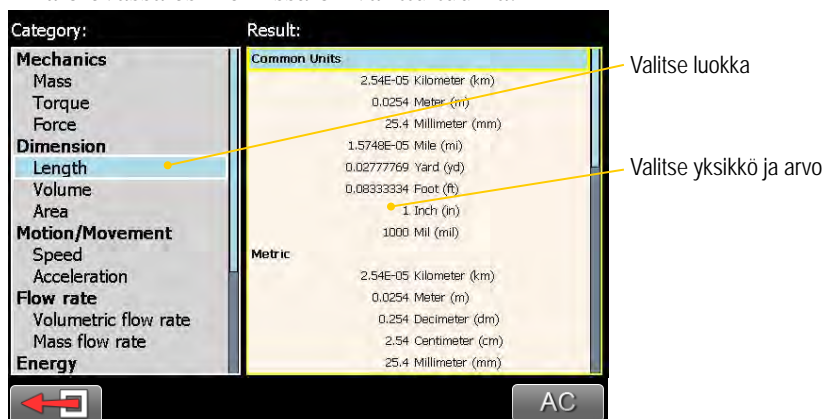 Category:
Mechanics
Mass
Torque
Force
Dimension
Length
Volume
Area
Motion/Movement
Speed
Acceleration
Flow rate
Volumetric flow rate
Mass flow rate
Energy
Result:
Common Units
2.54E-05 Kilometer (km)
0.0254 Meter (m)
25.4 Millimeter (mm)
1.5748E-05 Mile (mi)
0.02777769 Yard (yd)
0.08333334 Foot (ft)
1 Inch (in)
1000 Mil (mil)
Metric
2.54E-05 Kilometer (km)
0.0254 Meter (m)
0.254 Decimeter (dm)
2.54 Centimeter (cm)
25.4 Millimeter (mm)
AC
Valitse luokka
Valitse yksikkö ja arvo